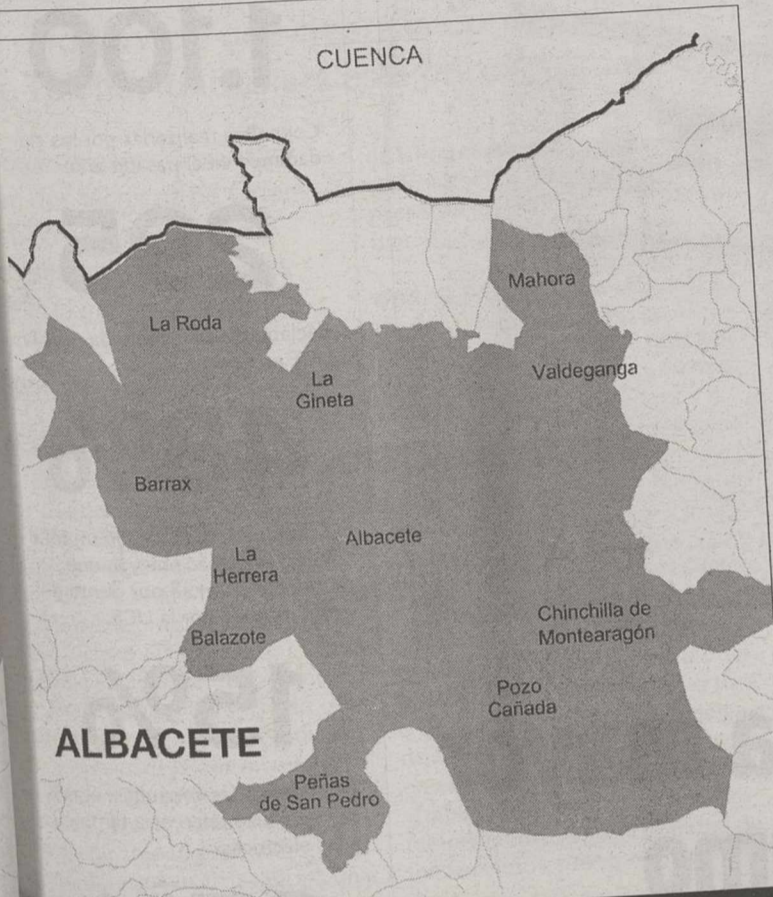 CUENCA
Mahora
La Roda
Valdeganga
La
Gineta
Barrax
Albacete
La
Herrera
Chinchilla de
Montearagón
Balazote
Pozo
Cañada
ALBACETE
Peñas
de San Pedro